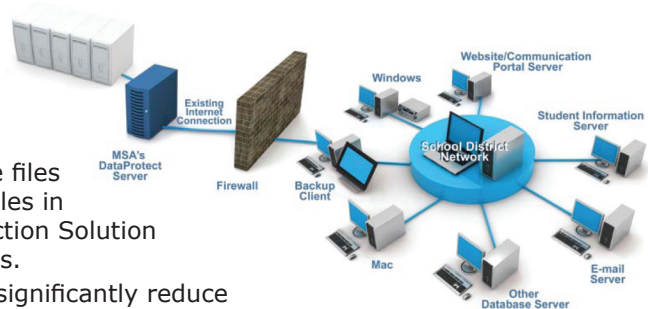 Website/Communication
Portal Server
Windows
Existing
Internet
Connection
Student Information
Server
School District
Network
MSA's
DataProtect
Server
Firewall
Backup
Client
Mac
Other
Database Server
E-mail
Server
e files
les in
ction Solution
s.
significantly reduce